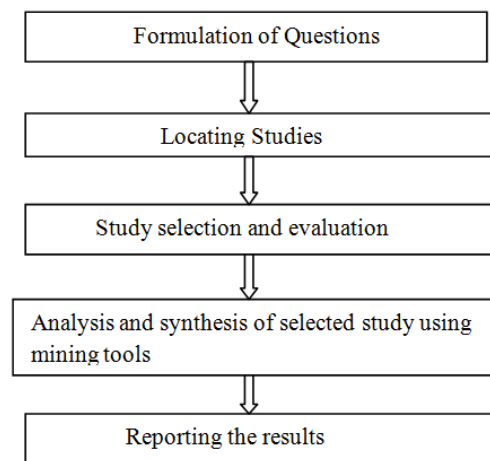 Formulation of Questions
Locating Studies
Study selection and evaluation
Analysis and synthesis of selected study using
mining tools
Reporting the results